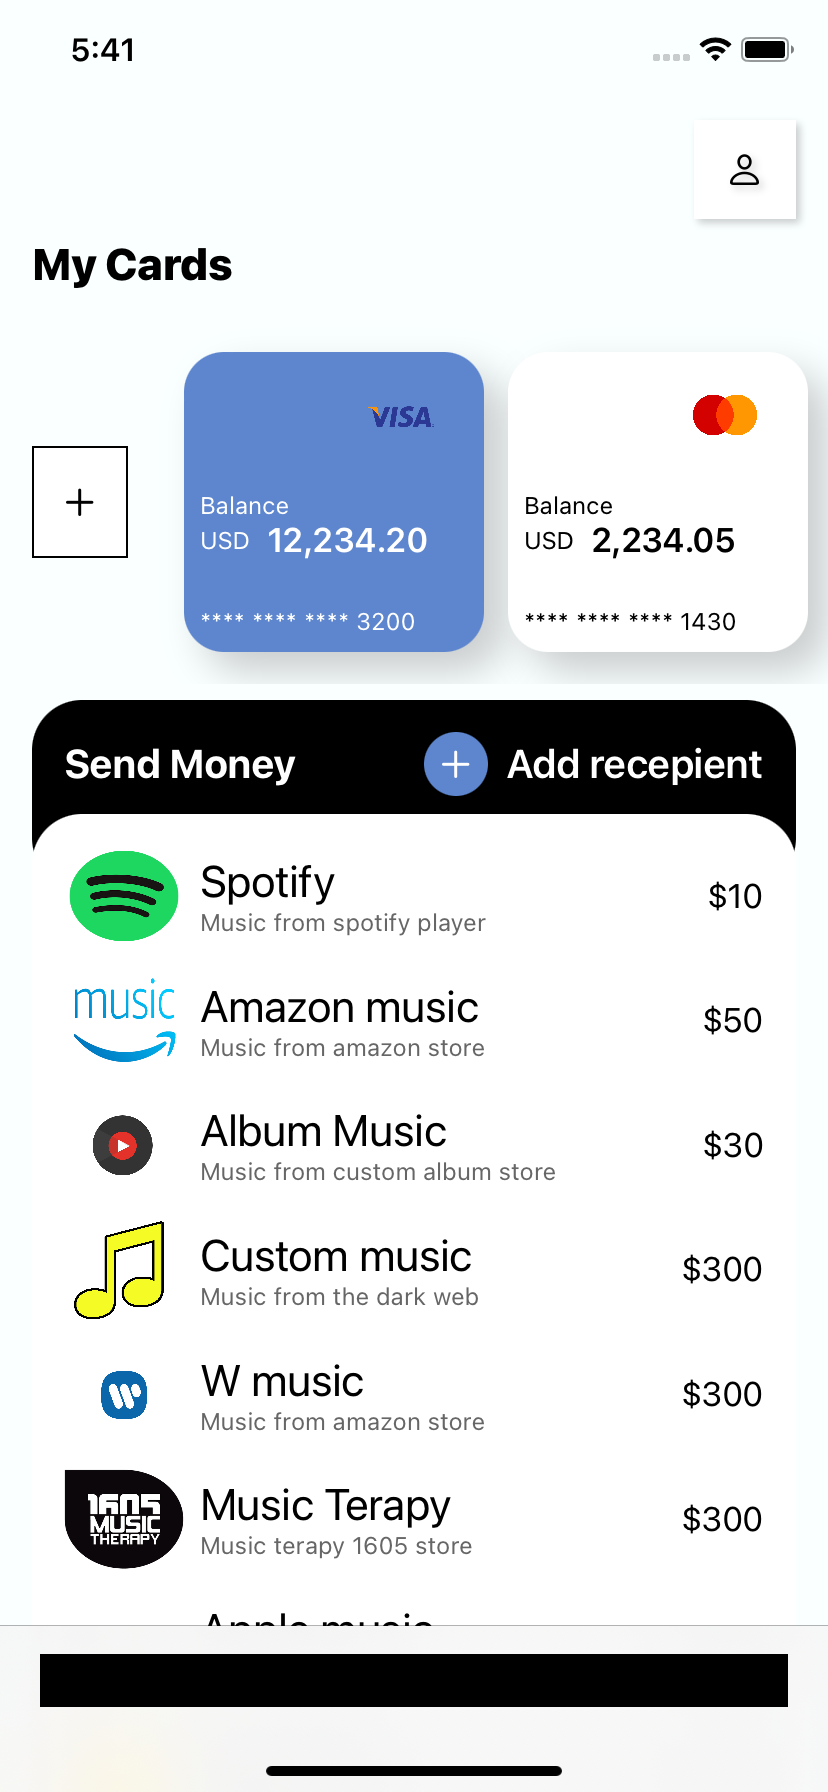 5:41
My Cards
VISA
Balance
USD 12,234.20
**** **** **** 3200
Balance
USD 2,234.05
**** **** **** 1430
Send Money
Add recepient
Spotify
Music from spotify player
$10
music
Amazon music
Music from amazon store
$50
Album Music
Music from custom album store
$30
Custom music
Music from the dark web
$300
W music
Music from amazon store
$300
1605
MUSIC
THERAPY
Music Terapy
Music terapy 1605 store
$300
Apple music